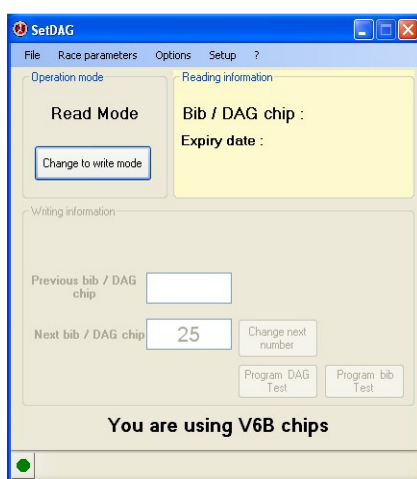 SetDAG
File Race parameters Options Setup ?
Operation mode
Read Mode
Change to write mode
Reading information
Bib / DAG chip :
Expiry date :
Writing information
Previous bib / DAG
chip
Next bib / DAG chip
25
Change next
number
Program DAG
Test
Program bib
Test
You are using V6B chips